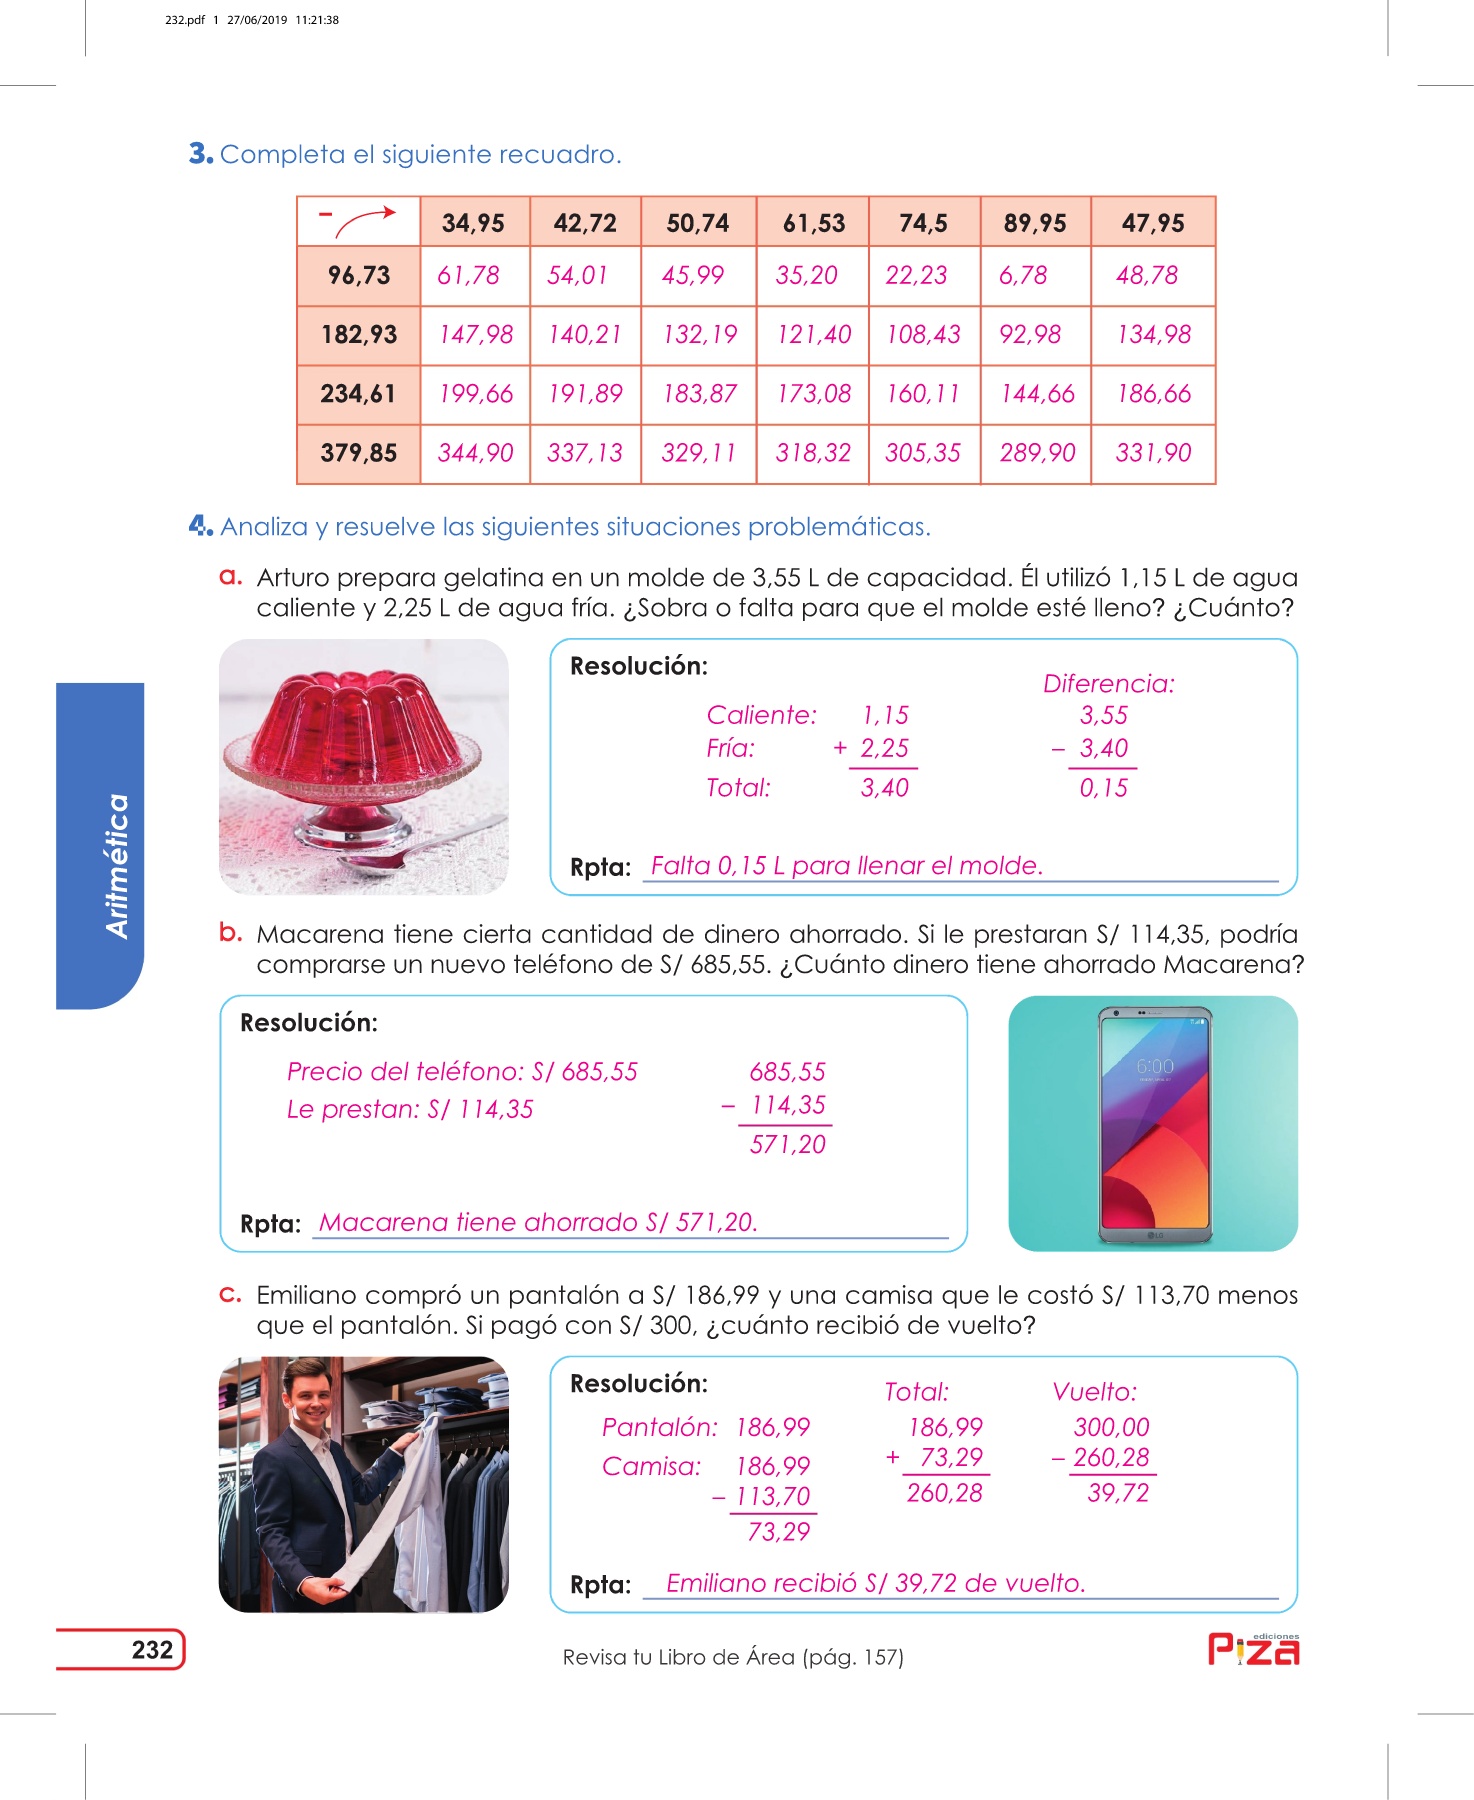 232.pdf 1 27/06/2019 11:21:38
3. Completa el siguiente recuadro.
– 34,95 42,72 50,74 61,53 74,5 89,95 47,95
96,73 61,78 54,01 45,99 35,20 22,23 6,78 48,78
182,93 147,98 140,21 132,19 121,40 108,43 92,98 134,98
234,61 199,66 191,89 183,87 173,08 160,11 144,66 186,66
379,85 344,90 337,13 329,11 318,32 305,35 289,90 331,90
4. Analiza y resuelve las siguientes situaciones problemáticas.
a. Arturo prepara gelatina en un molde de 3,55 L de capacidad. Él utilizó 1,15 L de agua
caliente y 2,25 L de agua fría. ¿Sobra o falta para que el molde esté lleno? ¿Cuánto?
Resolución:
Diferencia:
Caliente: 1,15 3,55
Fría: + 2,25 – 3,40
Total: 3,40 0,15
Rpta: Falta 0,15 L para llenar el molde.
Aritmética
b. Macarena tiene cierta cantidad de dinero ahorrado. Si le prestaran S/ 114,35, podría
comprarse un nuevo teléfono de S/ 685,55. ¿Cuánto dinero tiene ahorrado Macarena?
Resolución:
Precio del teléfono: S/ 685,55 685,55
Le prestan: S/ 114,35 – 114,35
571,20
Rpta: Macarena tiene ahorrado S/ 571,20.
6:00
LG
c. Emiliano compró un pantalón a S/ 186,99 y una camisa que le costó S/ 113,70 menos
que el pantalón. Si pagó con S/ 300, ¿cuánto recibió de vuelto?
Resolución: Total: Vuelto:
Pantalón: 186,99 186,99 300,00
Camisa: 186,99 + 73,29 – 260,28
– 113,70 260,28 39,72
73,29
Rpta: Emiliano recibió S/ 39,72 de vuelto.
232
Revisa tu Libro de Área (pág. 157)
ediciones
Piza